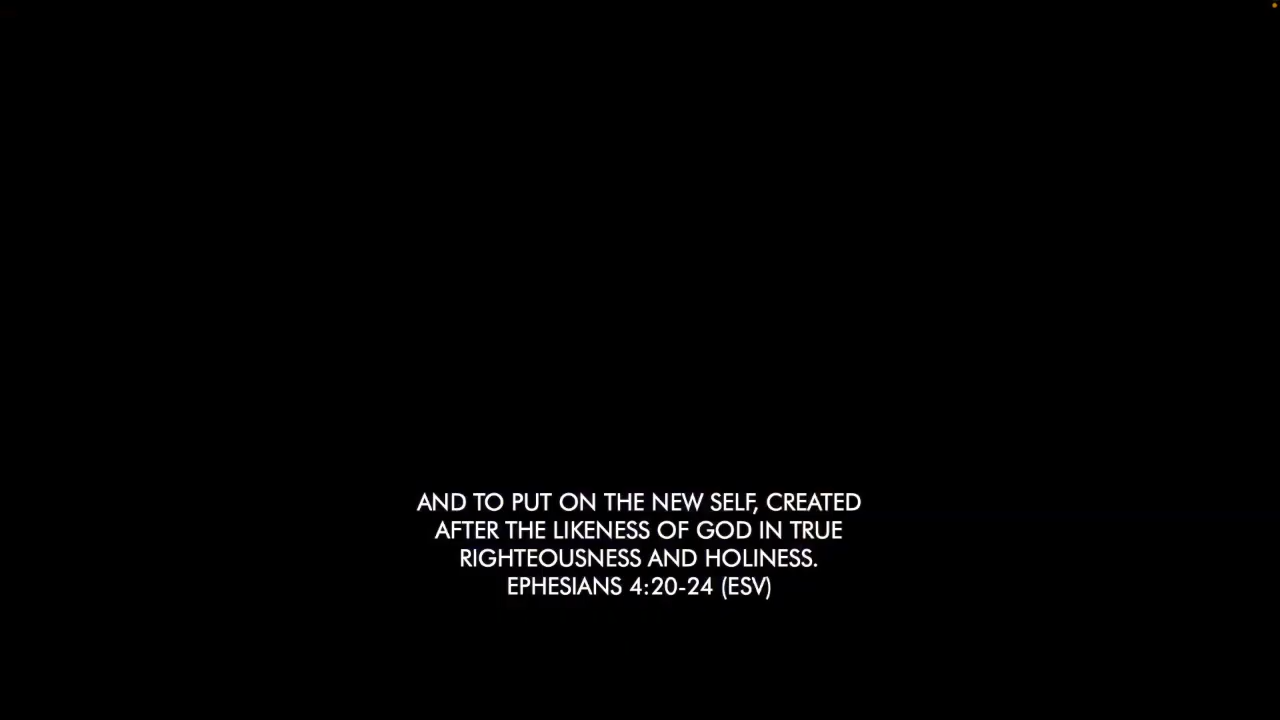 AND TO PUT ON THE NEW SELF, CREATED
AFTER THE LIKENESS OF GOD IN TRUE
RIGHTEOUSNESS AND HOLINESS.
EPHESIANS 4:20-24 (ESV)